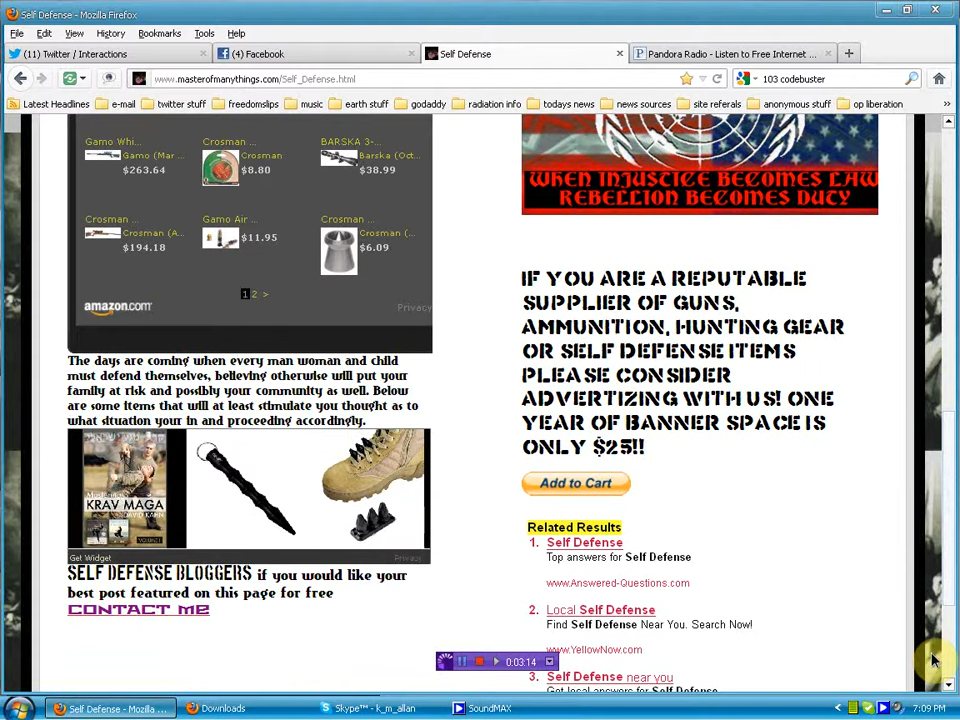 Self Defense - Mozilla Firefox
File Edit View History Bookmarks Tools Help
(11) Twitter / Interactions
(4) Facebook
Self Defense
Pandora Radio - Listen to Free Internet ...
www.masterofmanythings.com/Self_Defense.html
103 codebuster
Latest Headlines e-mail twitter stuff freedomslips music earth stuff godaddy radiation info todays news news sources site referals anonymous stuff op liberation
Gamo Whi...
Gamo (Mar ...
$263.64
Crosman ...
Crosman
$8.80
BARSKA 3-...
Barska (Oct...
$38.99
Crosman ...
Crosman (A...
$194.18
Gamo Air ...
$11.95
Crosman ...
Crosman (...
$6.09
1 2 >
amazon.com
Privacy
The days are coming when every man woman and child
must defend themselves, believing otherwise will put your
family at risk and possibly your community as well. Below
are some items that will at least stimulate you thought as to
what situation your in and proceeding accordingly.
KRAV MAGA
Get Widget
Privacy
SELF DEFENSE BLOGGERS if you would like your
best post featured on this page for free
CONTACT ME
WHEN INJUSTICE BECOMES LAW
REBELLION BECOMES DUTY
IF YOU ARE A REPUTABLE
SUPPLIER OF GUNS,
AMMUNITION, HUNTING GEAR
OR SELF DEFENSE ITEMS
PLEASE CONSIDER
ADVERTIZING WITH US! ONE
YEAR OF BANNER SPACE IS
ONLY $25!!
Add to Cart
Related Results
1. Self Defense
Top answers for Self Defense
www.Answered-Questions.com
2. Local Self Defense
Find Self Defense Near You. Search Now!
www.YellowNow.com
3. Self Defense near you
Get local answers for Self Defense
0:03:14
Self Defense - Mozilla ...
Downloads
Skype™ - k_m_allan
SoundMAX
7:09 PM